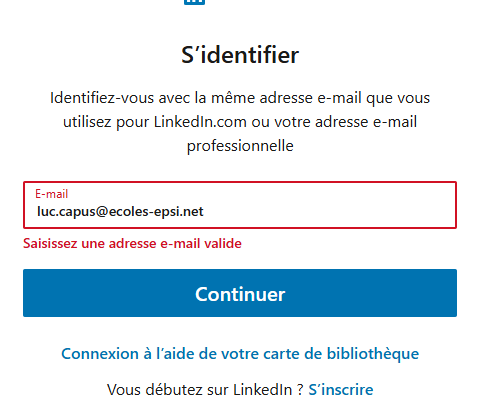 S'identifier
Identifiez-vous avec la même adresse e-mail que vous
utilisez pour LinkedIn.com ou votre adresse e-mail
professionnelle
E-mail
luc.capus@ecoles-epsi.net
Saisissez une adresse e-mail valide
Continuer
Connexion à l'aide de votre carte de bibliothèque
Vous débutez sur LinkedIn ? S'inscrire